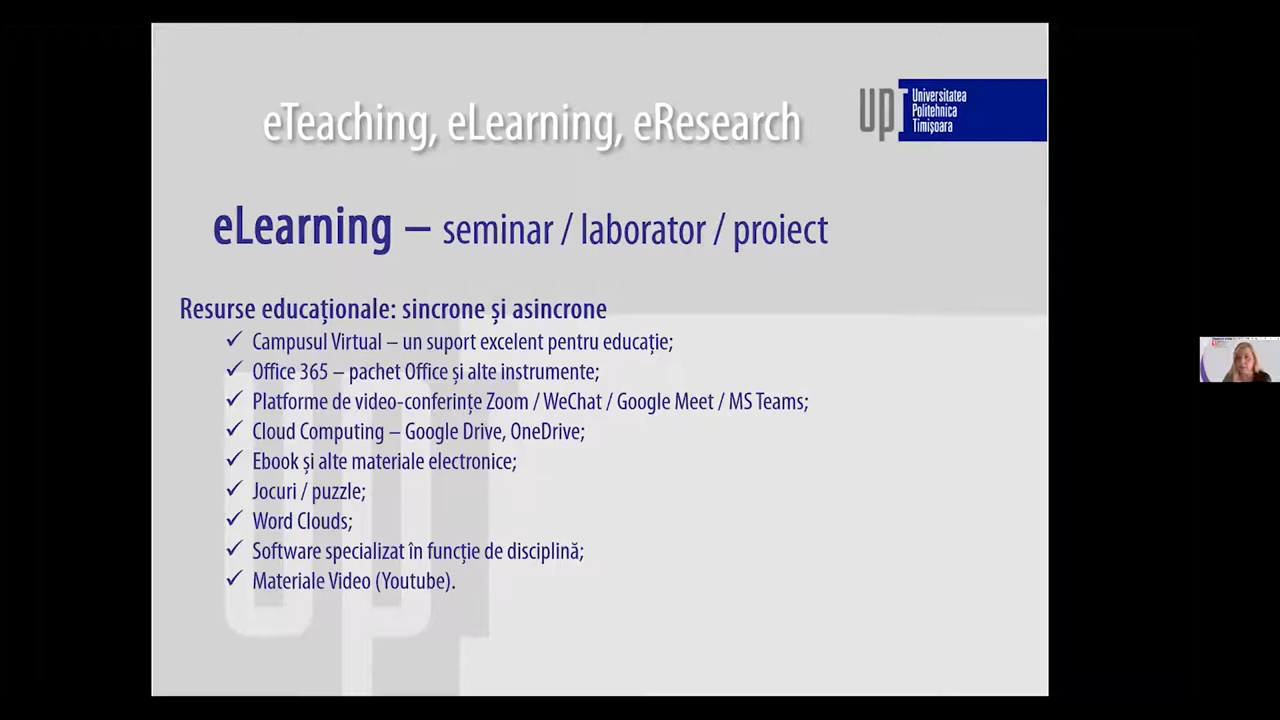 eTeaching, eLearning, eResearch
UPT
Universitatea
Politehnica
Timișoara
eLearning – seminar / laborator / proiect
Resurse educaționale: sincrone și asincrone
✓ Campusul Virtual – un suport excelent pentru educație;
✓ Office 365 – pachet Office și alte instrumente;
✓ Platforme de video-conferințe Zoom / WeChat / Google Meet / MS Teams;
✓ Cloud Computing – Google Drive, OneDrive;
✓ Ebook și alte materiale electronice;
✓ Jocuri / puzzle;
✓ Word Clouds;
✓ Software specializat în funcție de disciplină;
✓ Materiale Video (Youtube).